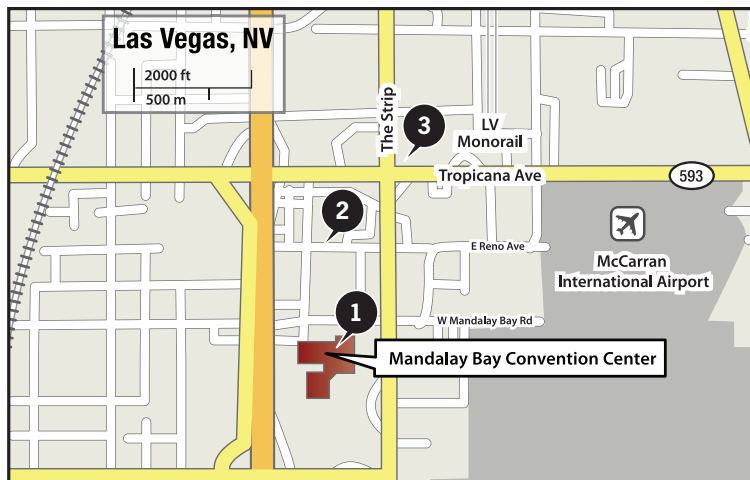 Las Vegas, NV
2000 ft
500 m
The Strip
3
LV
Monorail
Tropicana Ave
593
2
E Reno Ave
McCarran
International Airport
1
W Mandalay Bay Rd
Mandalay Bay Convention Center